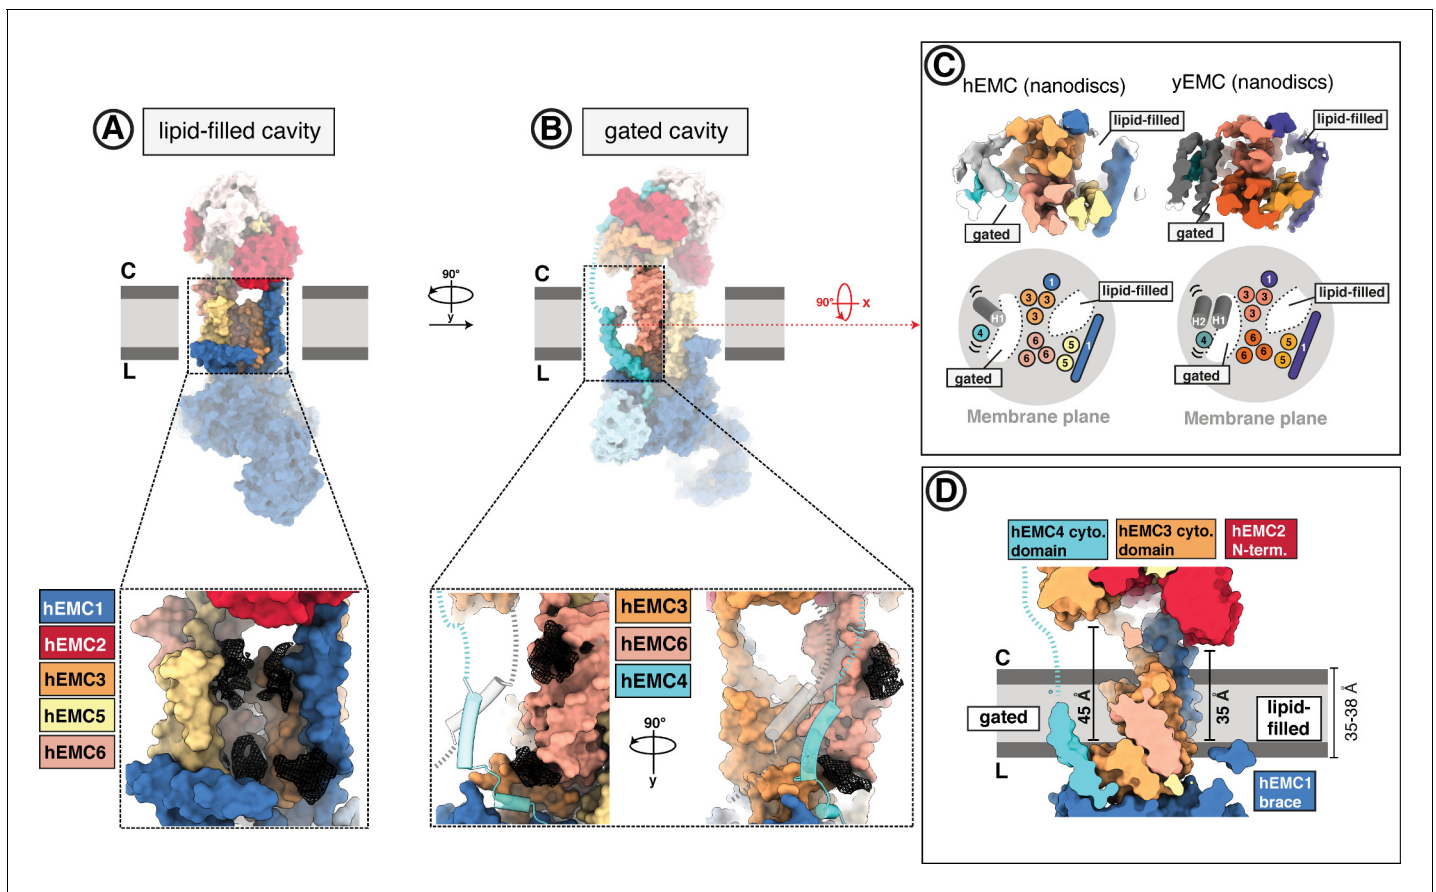 A
lipid-filled cavity
C
L
90°
y
B
gated cavity
C
L
90°
x
hEMC1
hEMC2
hEMC3
hEMC5
hEMC6
hEMC3
hEMC6
hEMC4
90°
y
C
hEMC (nanodiscs)
yEMC (nanodiscs)
lipid-filled
lipid-filled
gated
gated
1
3
3
3
H1
4
6
6
6
5
5
1
lipid-filled
gated
Membrane plane
1
3
3
3
H2
H1
4
6
6
6
5
5
1
lipid-filled
gated
Membrane plane
D
hEMC4 cyto.
domain
hEMC3 cyto.
domain
hEMC2
N-term.
C
L
gated
45 Å
35 Å
lipid-
filled
35-38 Å
hEMC1
brace